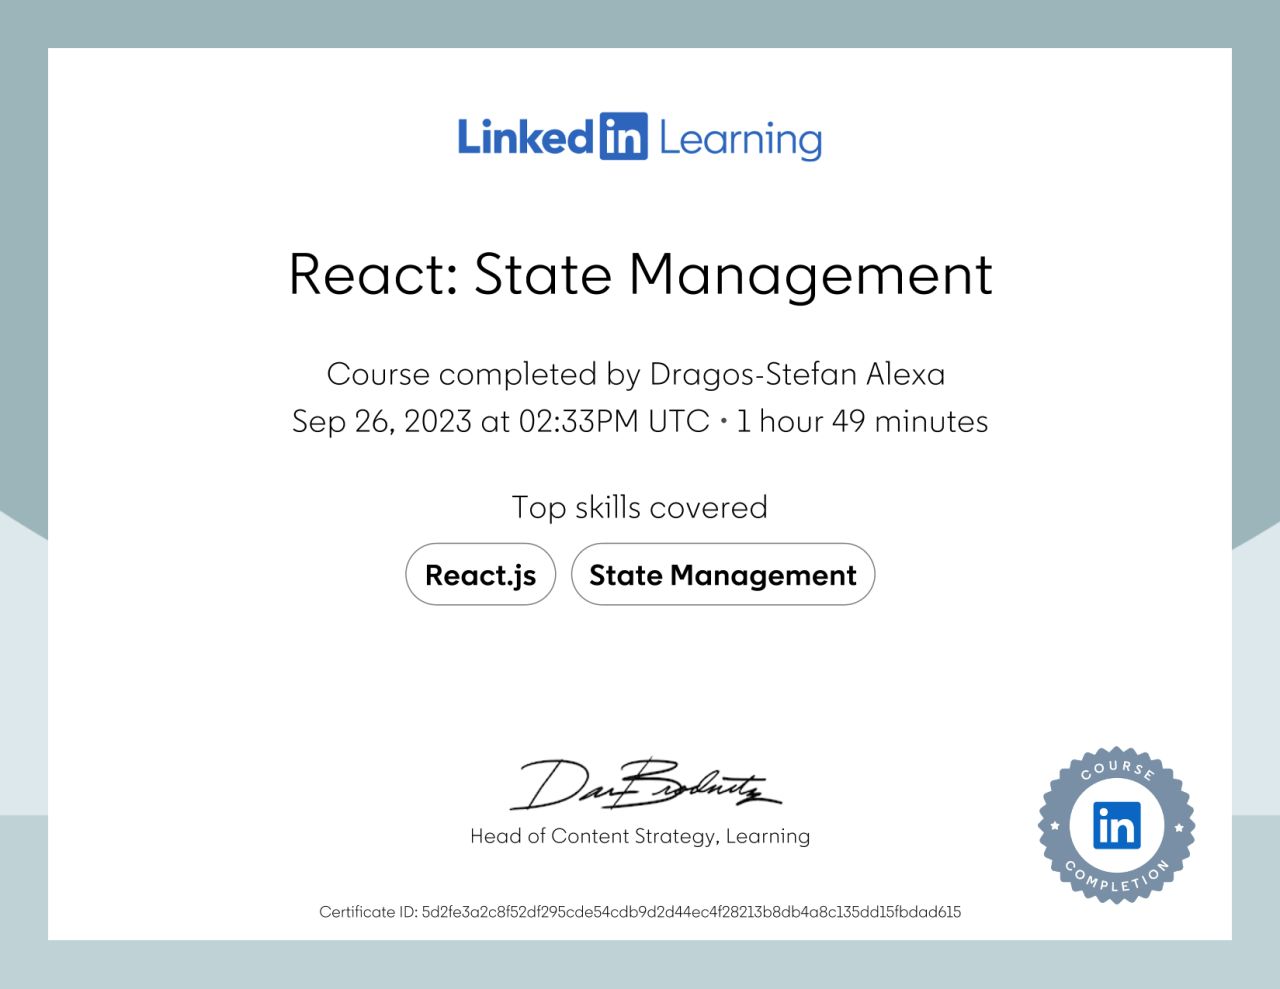 LinkedIn Learning
React: State Management
Course completed by Dragos-Stefan Alexa
Sep 26, 2023 at 02:33PM UTC • 1 hour 49 minutes
Top skills covered
React.js State Management
Dan Brodnitz
Head of Content Strategy, Learning
COURSE
in
COMPLETION
Certificate ID: 5d2fe3a2c8f52df295cde54cdb9d2d44ec4f28213b8db4a8c135dd15fbdad615